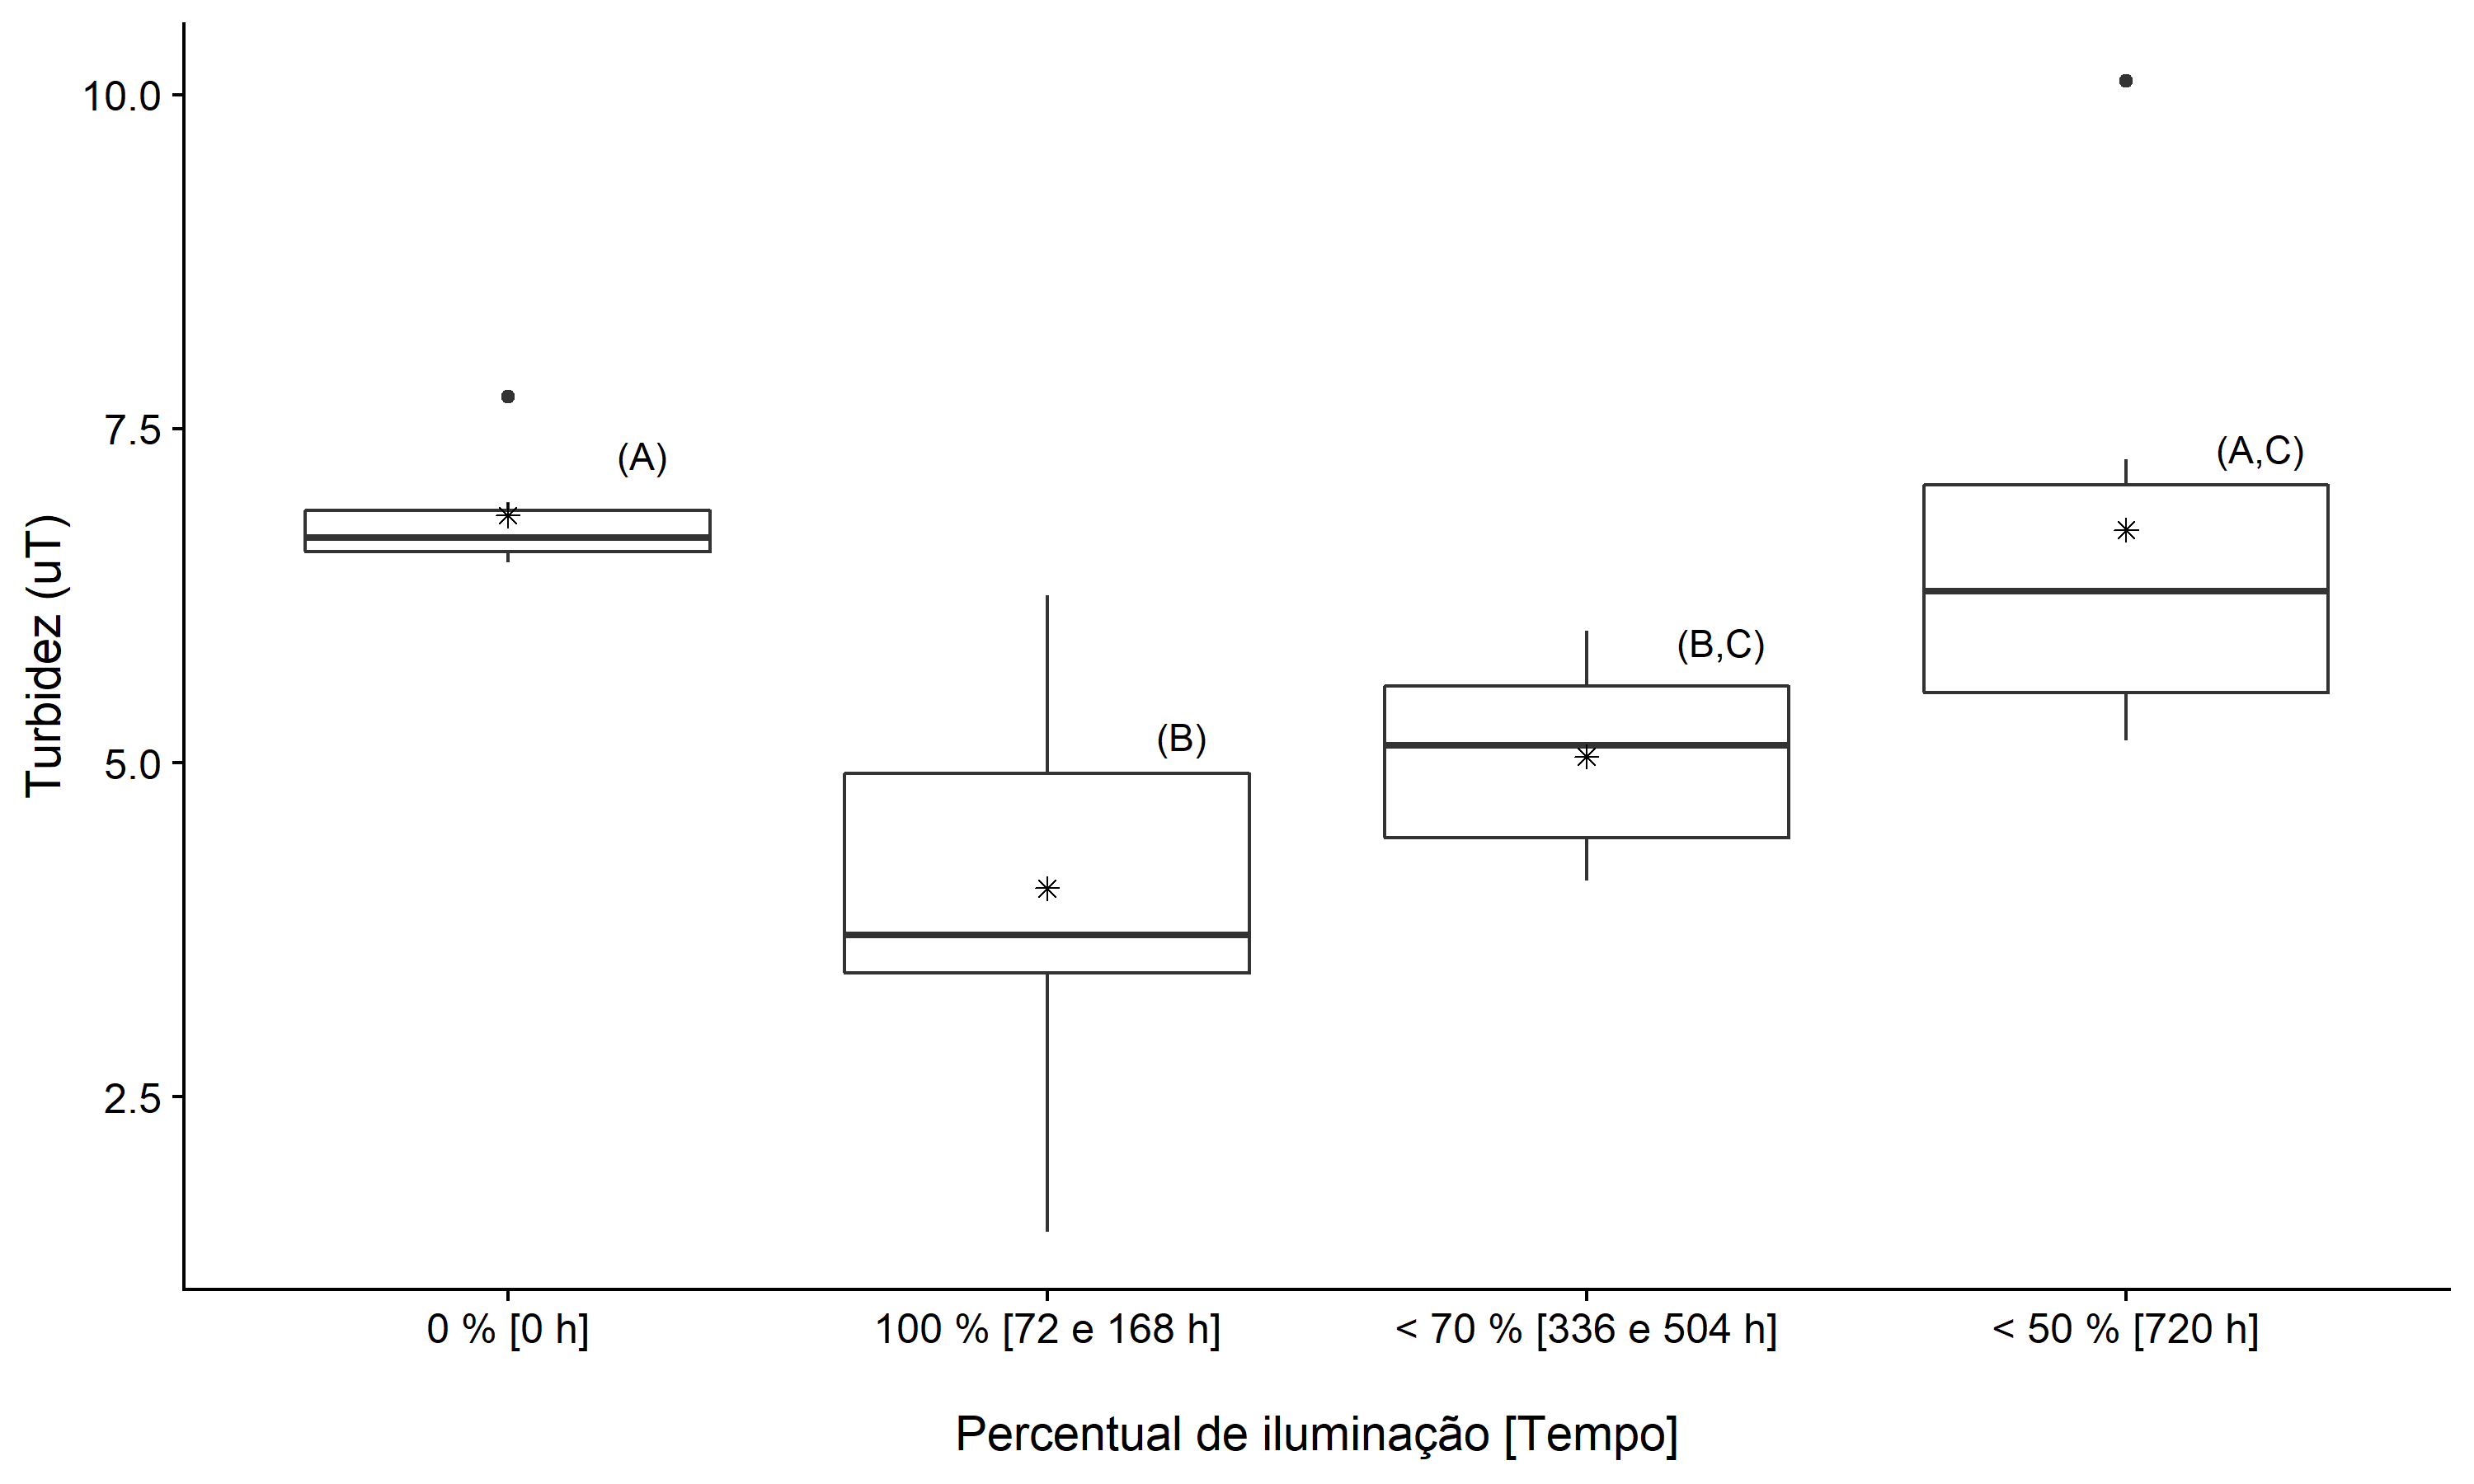 Turbidez (uT)
10.0
7.5
5.0
2.5
(A)
(B)
(B,C)
(A,C)
0 % [0 h]
100 % [72 e 168 h]
< 70 % [336 e 504 h]
< 50 % [720 h]
Percentual de iluminação [Tempo]